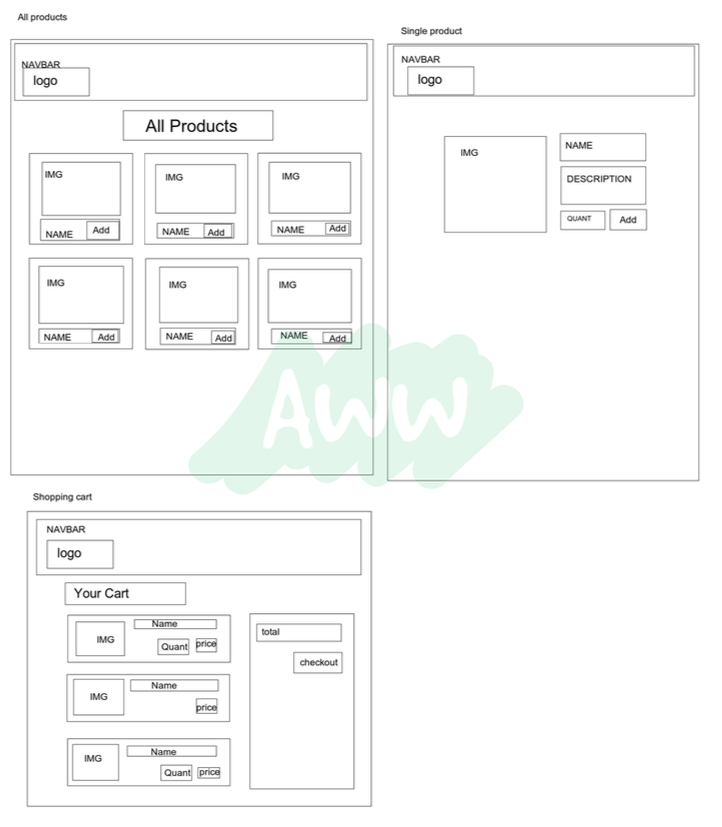 All products
NAVBAR
logo
All Products
IMG
IMG
IMG
NAME Add
NAME Add
NAME Add
IMG
IMG
IMG
NAME Add
NAME Add
NAME Add
Single product
NAVBAR
logo
IMG
NAME
DESCRIPTION
QUANT Add
AWW
Shopping cart
NAVBAR
logo
Your Cart
IMG
Name
Quant price
IMG
Name
price
IMG
Name
Quant price
total
checkout